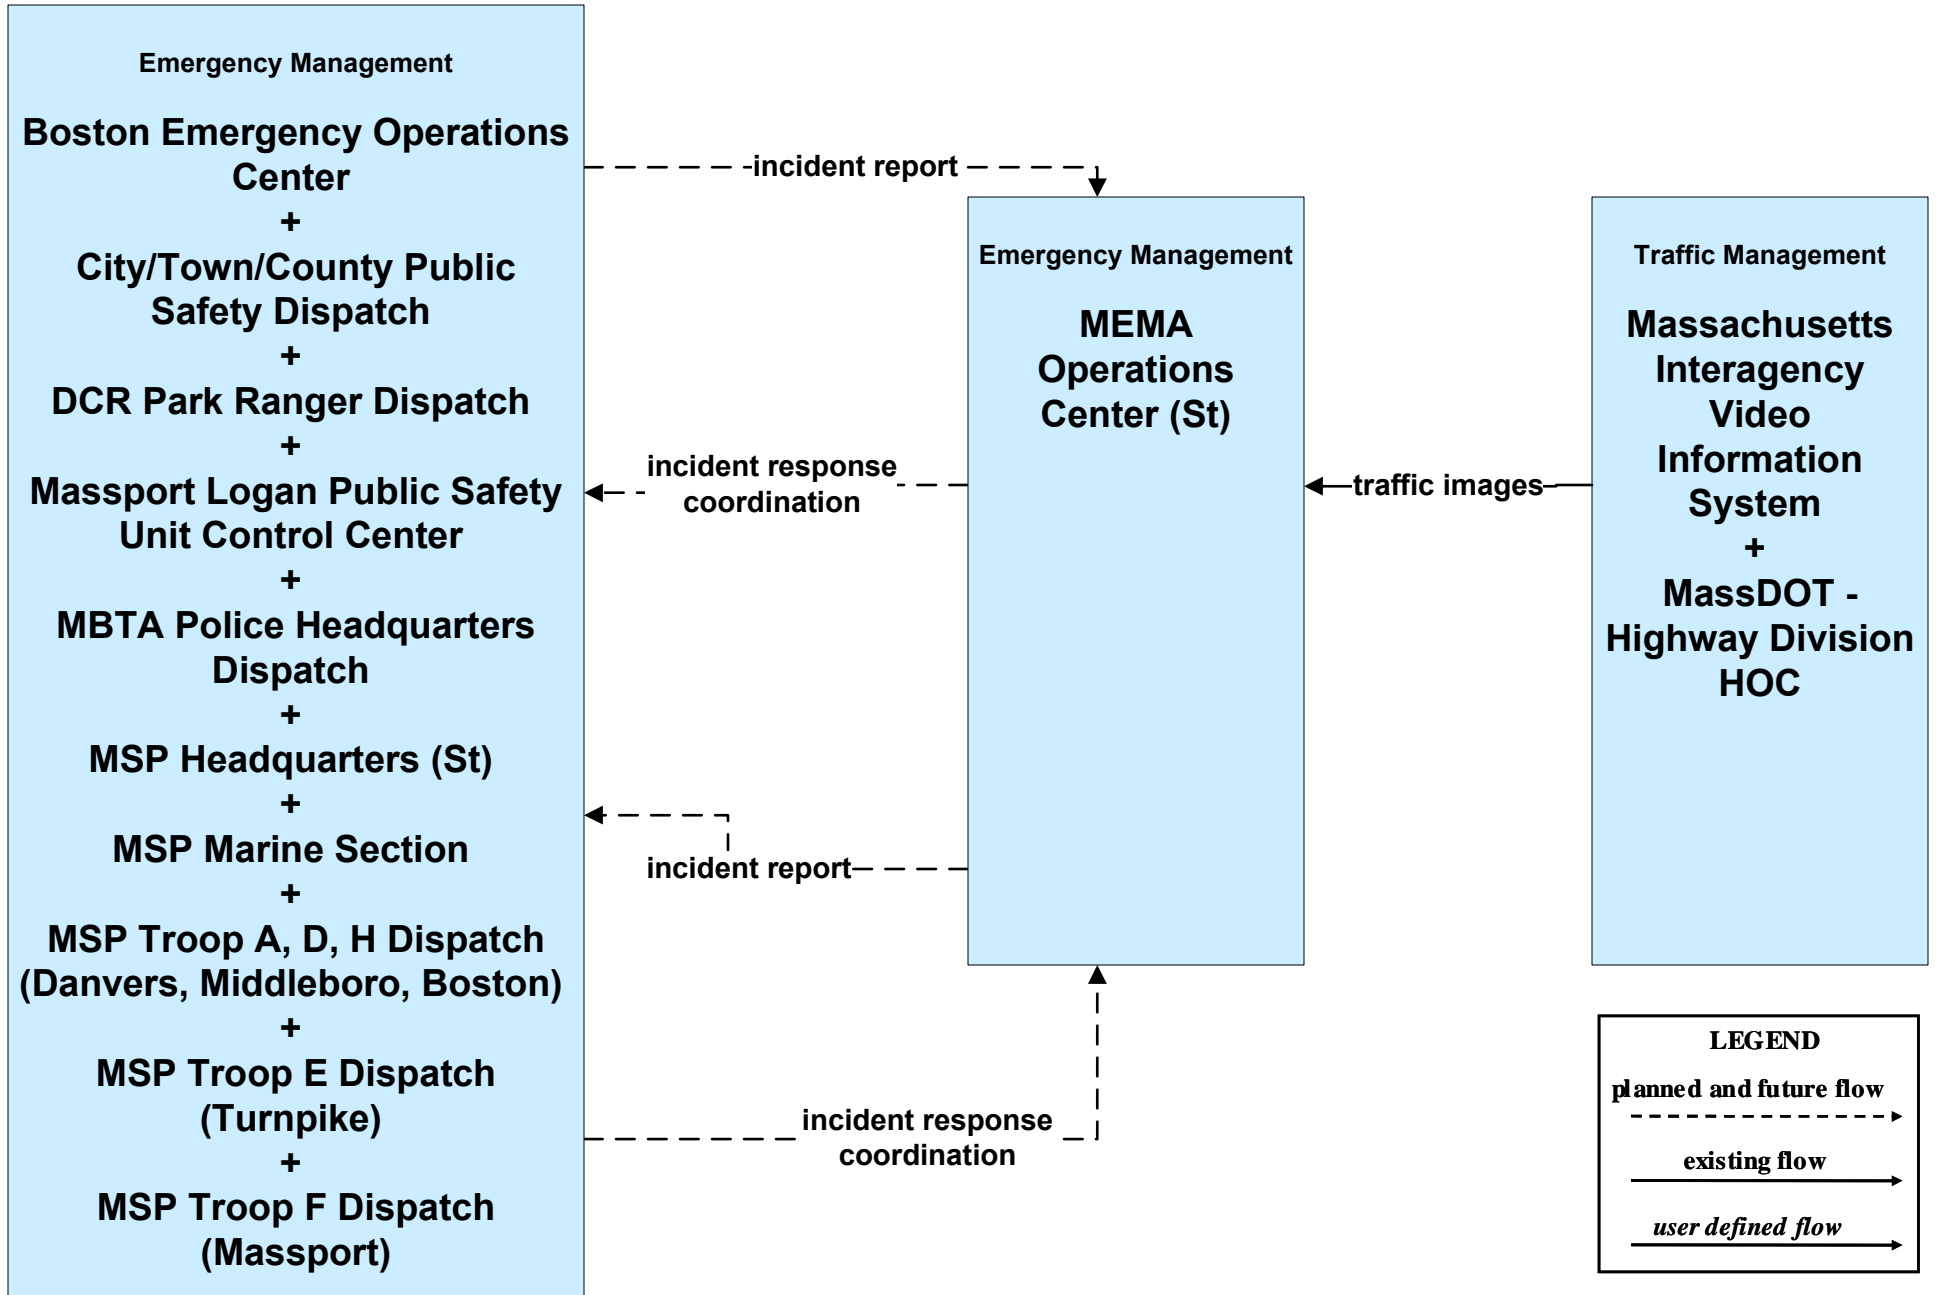 Emergency Management
Boston Emergency Operations
Center
+
City/Town/County Public
Safety Dispatch
+
DCR Park Ranger Dispatch
+
Massport Logan Public Safety
Unit Control Center
+
MBTA Police Headquarters
Dispatch
+
MSP Headquarters (St)
+
MSP Marine Section
+
MSP Troop A, D, H Dispatch
(Danvers, Middleboro, Boston)
+
MSP Troop E Dispatch
(Turnpike)
+
MSP Troop F Dispatch
(Massport)
incident report
incident response
coordination
incident report
incident response
coordination
Emergency Management
MEMA
Operations
Center (St)
traffic images
Traffic Management
Massachusetts
Interagency
Video
Information
System
+
MassDOT -
Highway Division
HOC
LEGEND
planned and future flow
existing flow
user defined flow